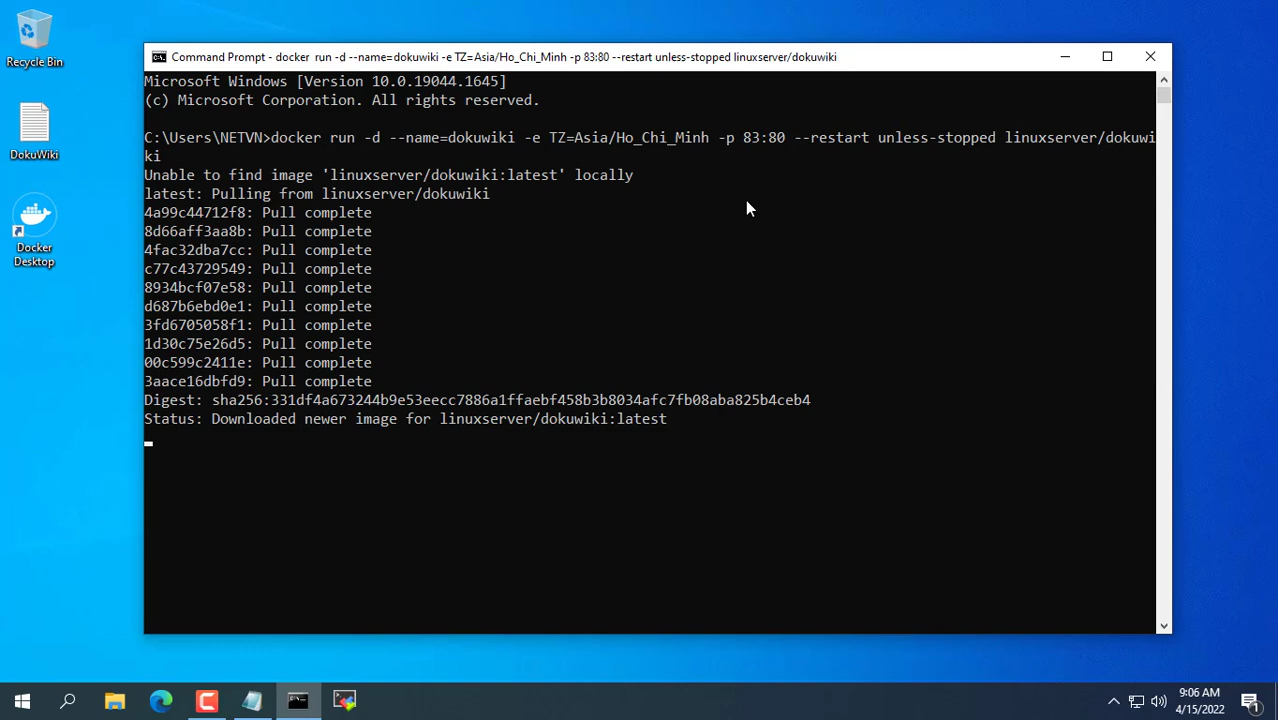 Recycle Bin
DokuWiki
Docker
Desktop
Command Prompt - docker run -d --name=dokuwiki -e TZ=Asia/Ho_Chi_Minh -p 83:80 --restart unless-stopped linuxserver/dokuwiki
Microsoft Windows [Version 10.0.19044.1645]
(c) Microsoft Corporation. All rights reserved.
C:\Users\NETVN>docker run -d --name=dokuwiki -e TZ=Asia/Ho_Chi_Minh -p 83:80 --restart unless-stopped linuxserver/dokuwi
ki
Unable to find image 'linuxserver/dokuwiki:latest' locally
latest: Pulling from linuxserver/dokuwiki
4a99c44712f8: Pull complete
8d66aff3aa8b: Pull complete
4fac32dba7cc: Pull complete
c77c43729549: Pull complete
8934bcf07e58: Pull complete
d687b6ebd0e1: Pull complete
3fd6705058f1: Pull complete
1d30c75e26d5: Pull complete
00c599c2411e: Pull complete
3aace16dbfd9: Pull complete
Digest: sha256:331df4a673244b9e53eecc7886a1ffaebf458b3b8034afc7fb08aba825b4ceb4
Status: Downloaded newer image for linuxserver/dokuwiki:latest
9:06 AM
4/15/2022
1